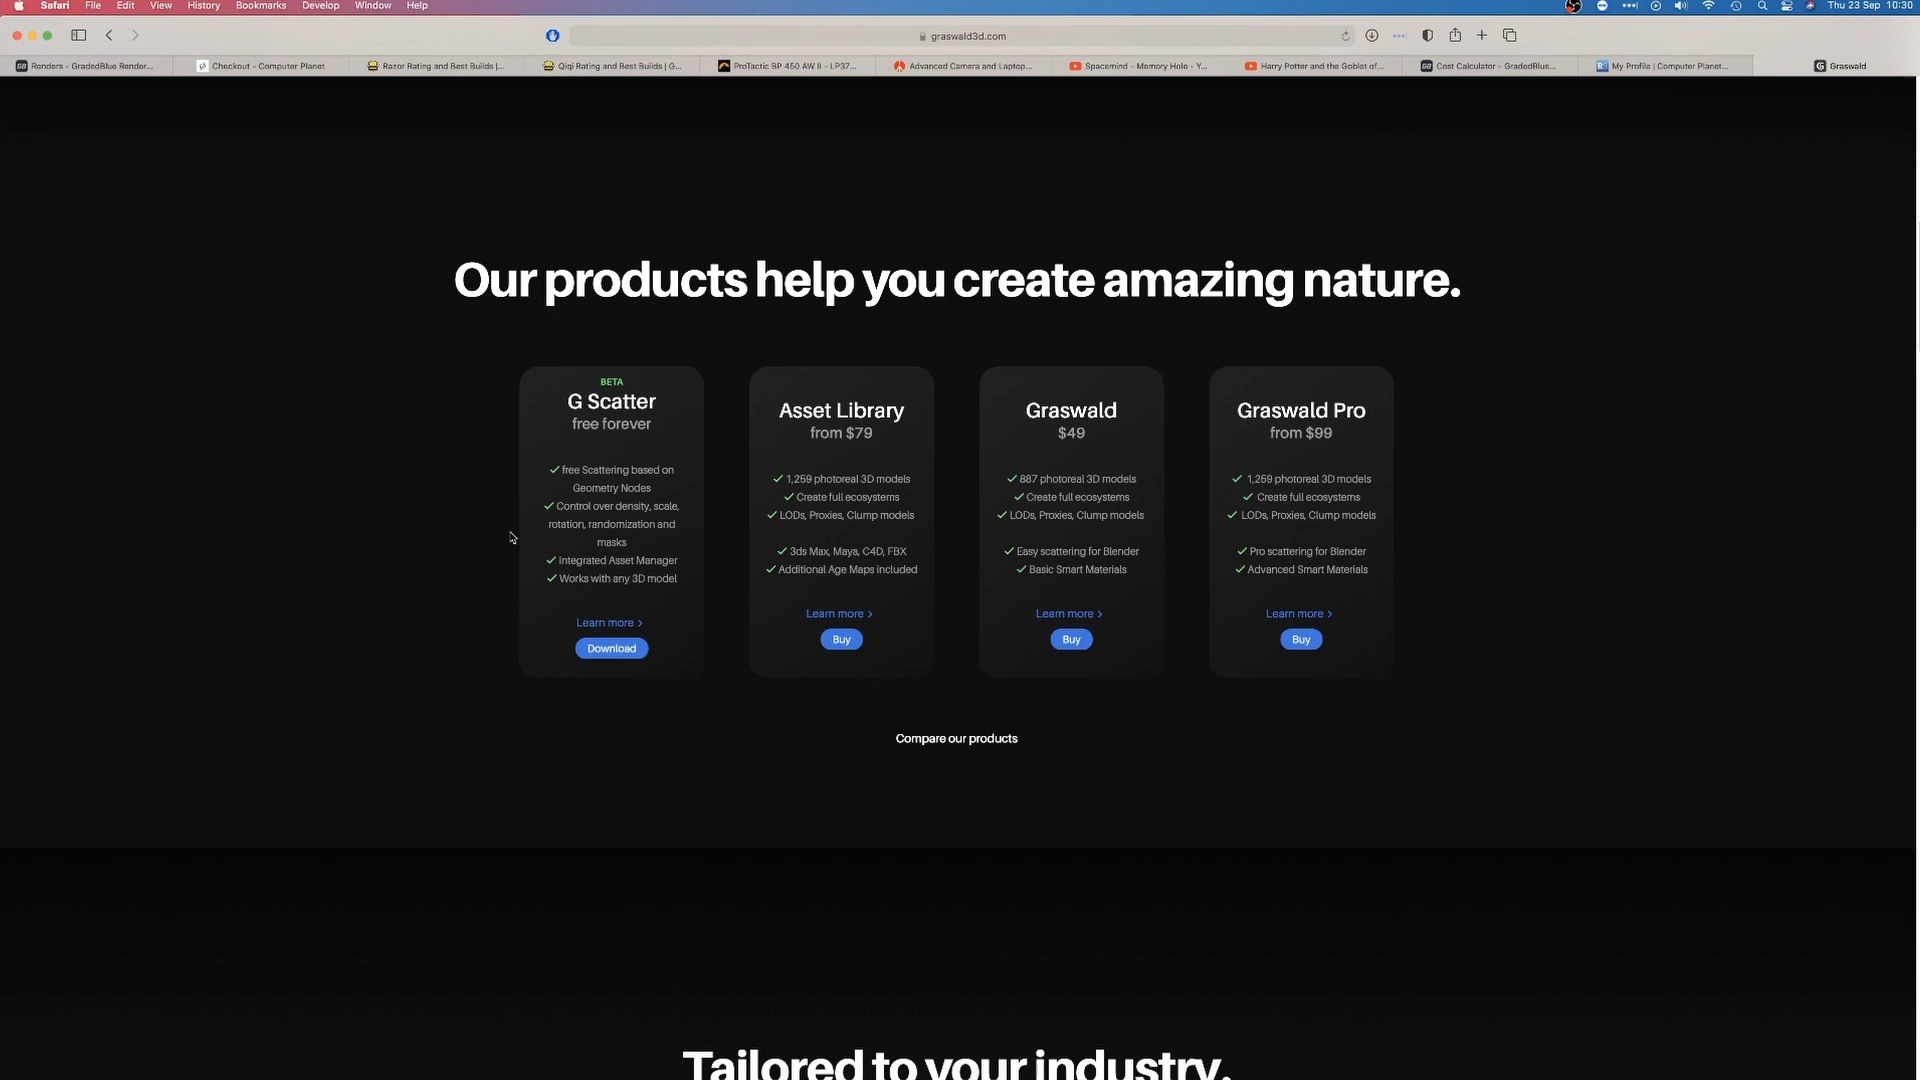 Safari File Edit View History Bookmarks Develop Window Help Thu 23 Sep 10:30
graswald3d.com
Renders - GradedBlue Render... Checkout - Computer Planet Razor Rating and Best Builds |... Qiqi Rating and Best Builds | G... ProTactic BP 450 AW II - LP37... Advanced Camera and Laptop... Spacemind - Memory Hole - Y... Harry Potter and the Goblet of... Cost Calculator - GradedBlue... My Profile | Computer Planet... Graswald
Our products help you create amazing nature.
BETA
G Scatter
free forever
free Scattering based on
Geometry Nodes
Control over density, scale,
rotation, randomization and
masks
Integrated Asset Manager
Works with any 3D model
Learn more >
Download
Asset Library
from $79
1,259 photoreal 3D models
Create full ecosystems
LODs, Proxies, Clump models
3ds Max, Maya, C4D, FBX
Additional Age Maps included
Learn more >
Buy
Graswald
$49
887 photoreal 3D models
Create full ecosystems
LODs, Proxies, Clump models
Easy scattering for Blender
Basic Smart Materials
Learn more >
Buy
Graswald Pro
from $99
1,259 photoreal 3D models
Create full ecosystems
LODs, Proxies, Clump models
Pro scattering for Blender
Advanced Smart Materials
Learn more >
Buy
Compare our products
Tailored to your industry.